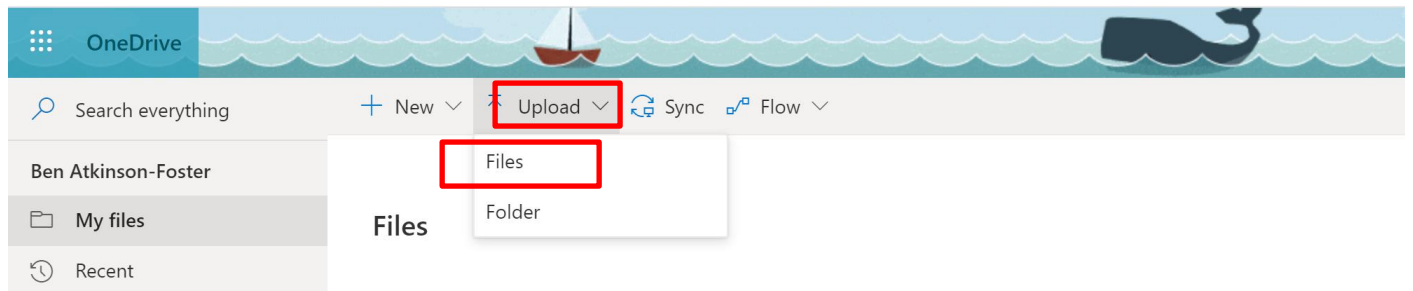 OneDrive
Search everything
New Upload Sync Flow
Ben Atkinson-Foster
Files
My files
Folder
Files
Recent